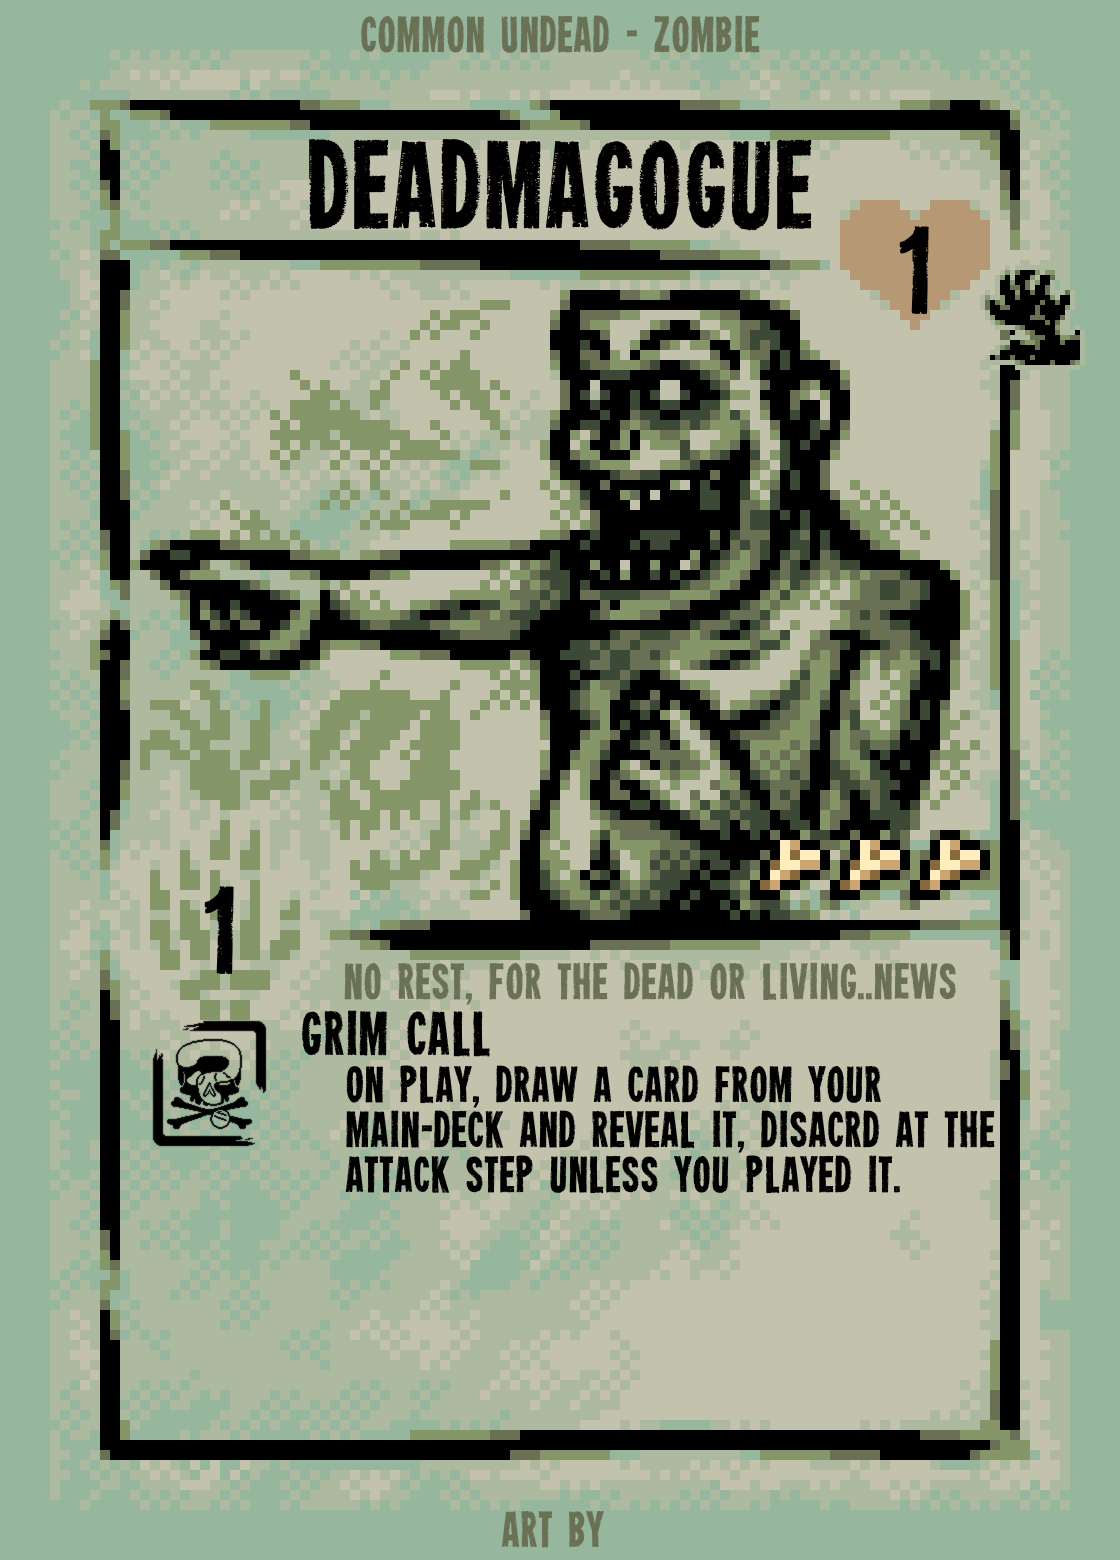 COMMON UNDEAD - ZOMBIE
DEADMAGOGUE
1
1
NO REST, FOR THE DEAD OR LIVING..NEWS
GRIM CALL
ON PLAY, DRAW A CARD FROM YOUR
MAIN-DECK AND REVEAL IT, DISACRD AT THE
ATTACK STEP UNLESS YOU PLAYED IT.
ART BY